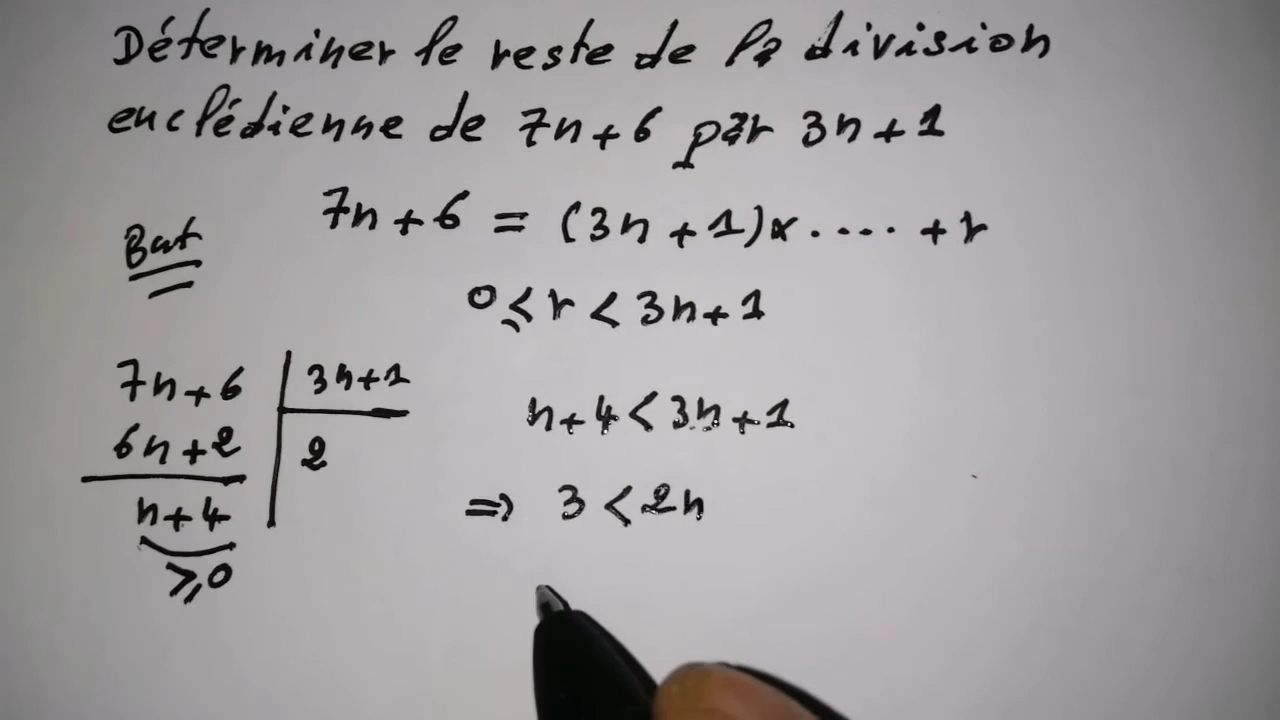 Déterminer le reste de la division
euclédienne de 7n+6 par 3n+1
But
7n+6 = (3n+1)x.....+r
0⩽r<3n+1
7n+6 | 3n+1
6n+2 | 2
n+4
⩾0
n+4<3n+1
=> 3<2n